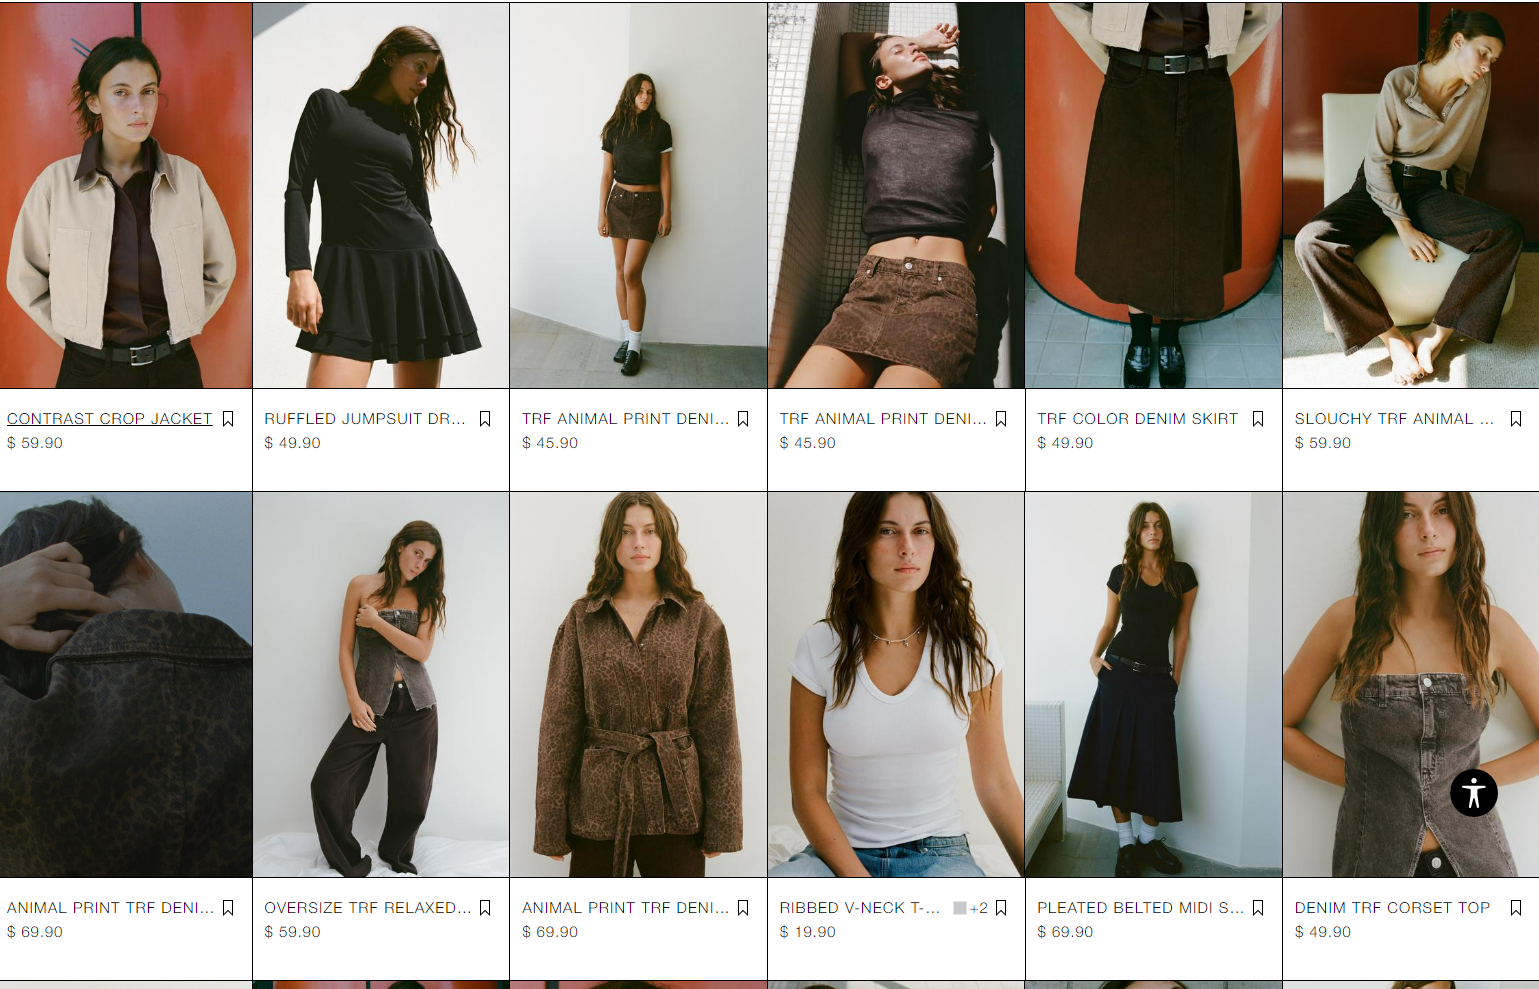 CONTRAST CROP JACKET
$ 59.90
RUFFLED JUMPSUIT DR...
$ 49.90
TRF ANIMAL PRINT DENI...
$ 45.90
TRF ANIMAL PRINT DENI...
$ 45.90
TRF COLOR DENIM SKIRT
$ 49.90
SLOUCHY TRF ANIMAL ...
$ 59.90
ANIMAL PRINT TRF DENI...
$ 69.90
OVERSIZE TRF RELAXED...
$ 59.90
ANIMAL PRINT TRF DENI...
$ 69.90
RIBBED V-NECK T-... +2
$ 19.90
PLEATED BELTED MIDI S...
$ 69.90
DENIM TRF CORSET TOP
$ 49.90